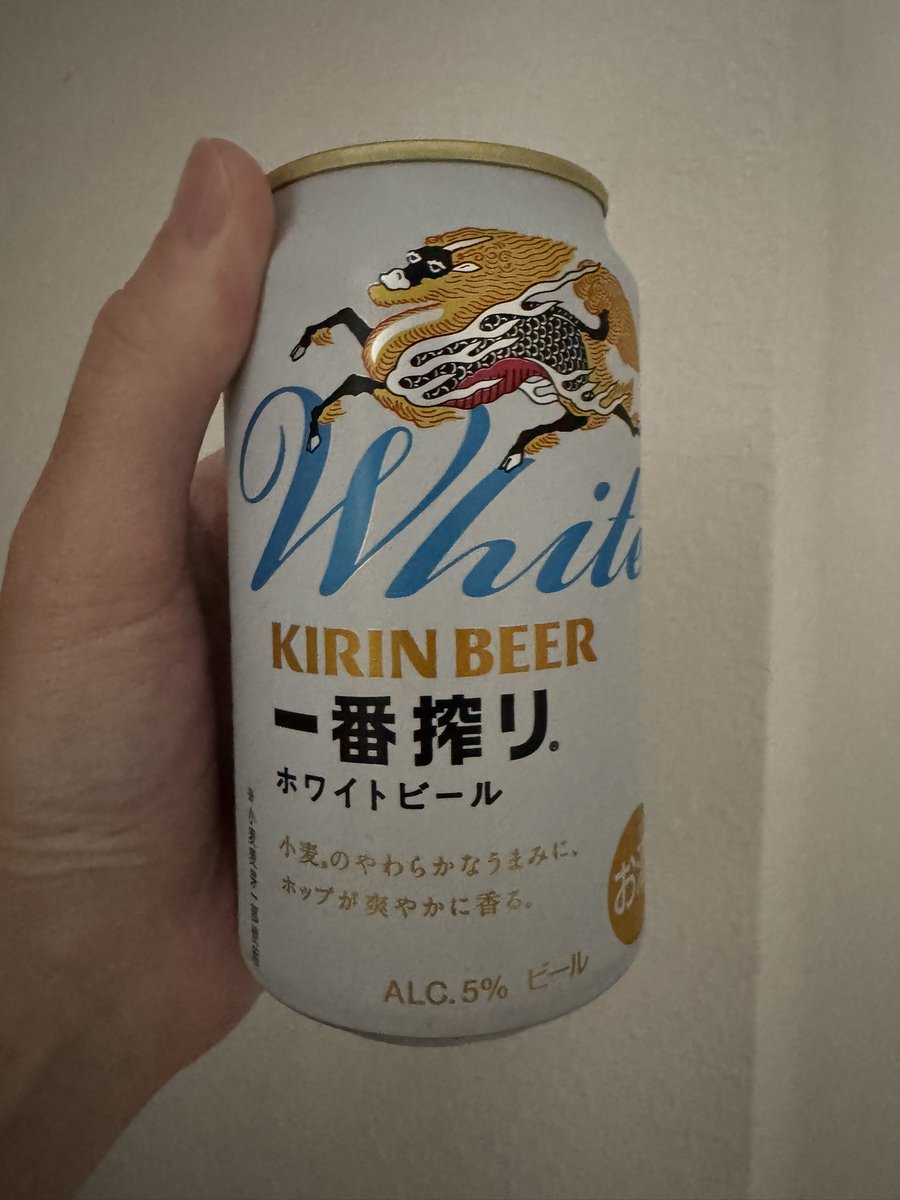 White
KIRIN BEER
一番搾り®
ホワイトビール
小麦*のやわらかなうまみに、
ホップが爽やかに香る。
ALC. 5% ビール
お酒